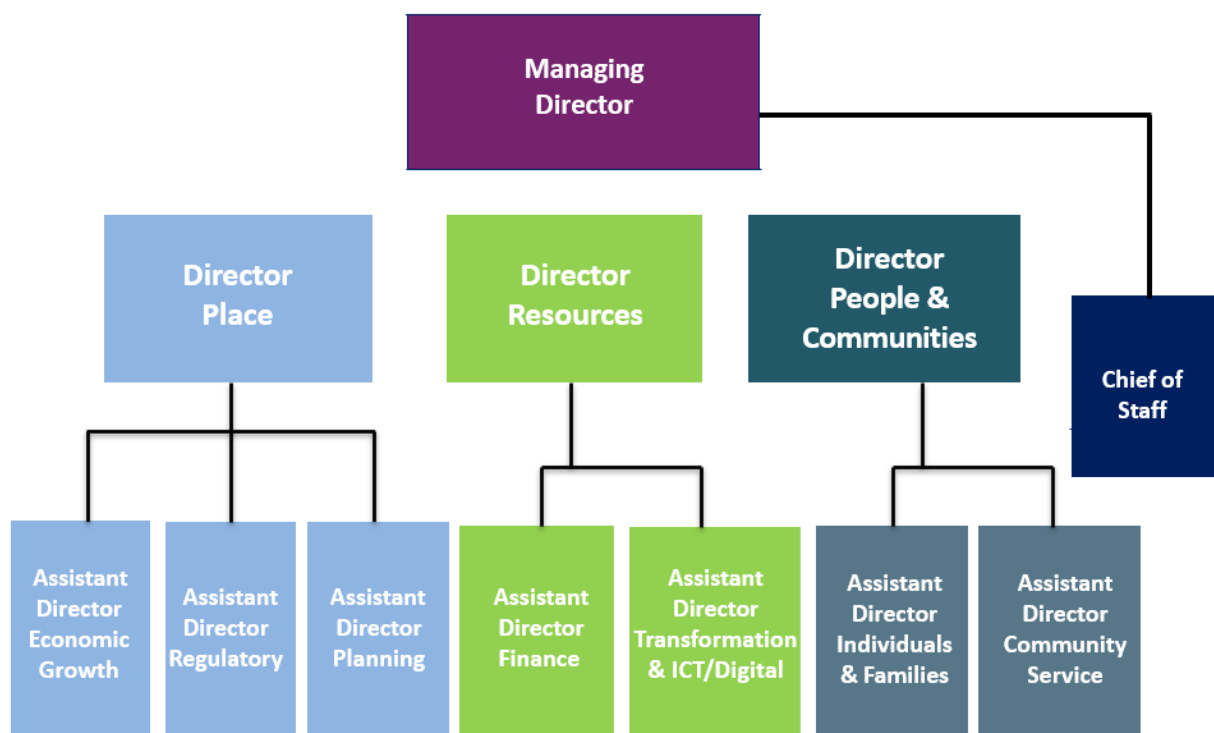 Managing
Director
Director
Place
Director
Resources
Director
People &
Communities
Chief of
Staff
Assistant
Director
Economic
Growth
Assistant
Director
Regulatory
Assistant
Director
Planning
Assistant
Director
Finance
Assistant
Director
Transformation
& ICT/Digital
Assistant
Director
Individuals
& Families
Assistant
Director
Community
Service